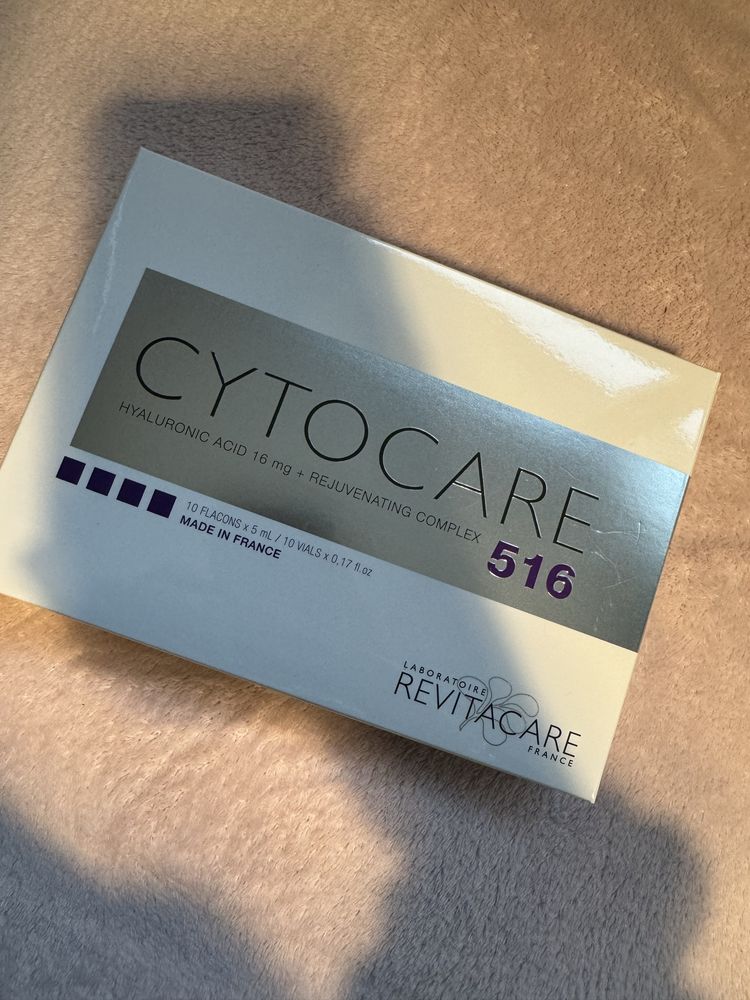 CYTOCARE
HYALURONIC ACID 16 mg + REJUVENATING COMPLEX
516
10 FLACONS x 5 mL / 10 VIALS x 0,17 fl.oz
MADE IN FRANCE
LABORATOIRE
REVITACARE
FRANCE